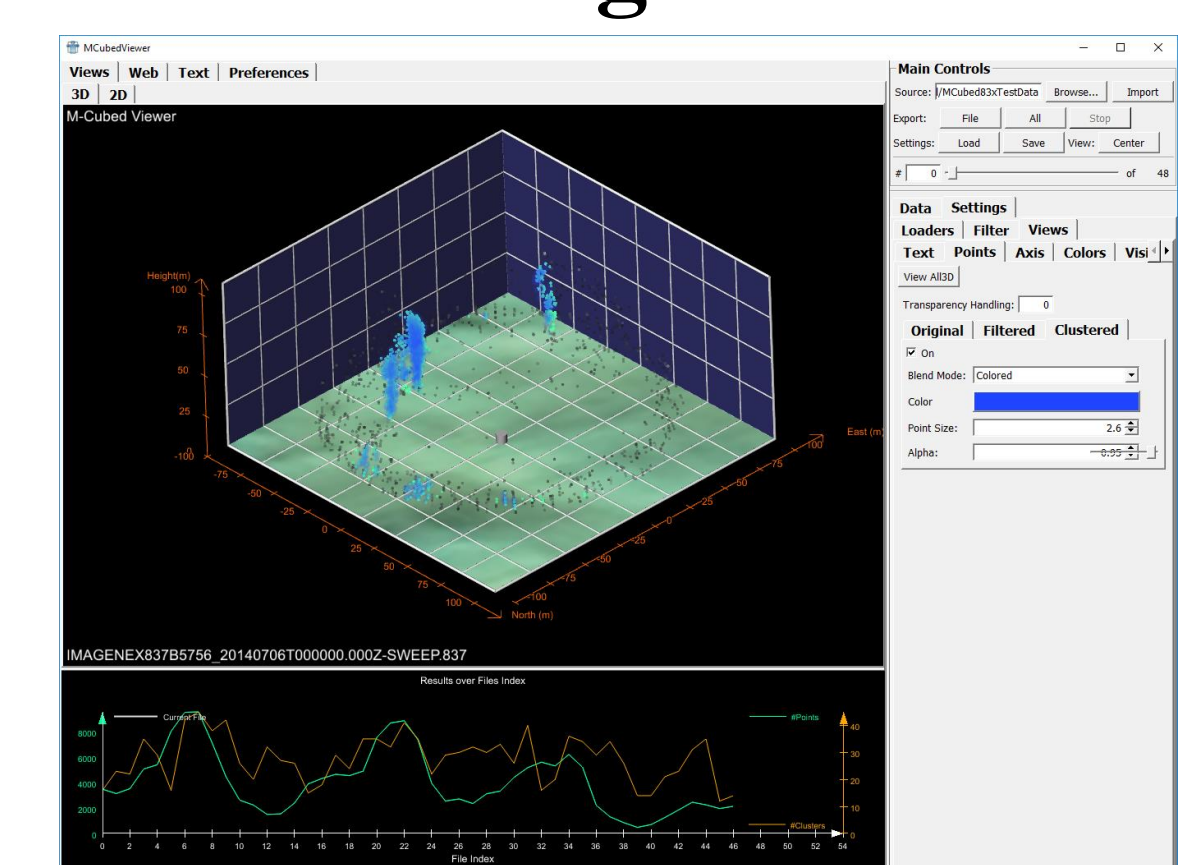 g
MCubedViewer
Views Web Text Preferences
3D 2D
M-Cubed Viewer
Height(m)
100
75
50
25
0
-100
-75
-50
-25
0
25
50
75
100
North (m)
-100
-75
-50
-25
0
25
50
75
100
East (m)
IMAGENEX837B5756_20140706T000000.000Z-SWEEP.837
Results over Files Index
Current File
#Points
#Clusters
8000
6000
4000
2000
0
40
30
20
10
0
0 2 4 6 8 10 12 14 16 18 20 22 24 26 28 30 32 34 36 38 40 42 44 46 48 50 52 54
File Index
Main Controls
Source: /MCubed83xTestData Browse... Import
Export: File All Stop
Settings: Load Save View: Center
# 0 of 48
Data Settings
Loaders Filter Views
Text Points Axis Colors Visi
View All3D
Transparency Handling: 0
Original Filtered Clustered
On
Blend Mode: Colored
Color
Point Size: 2.6
Alpha: 0.95